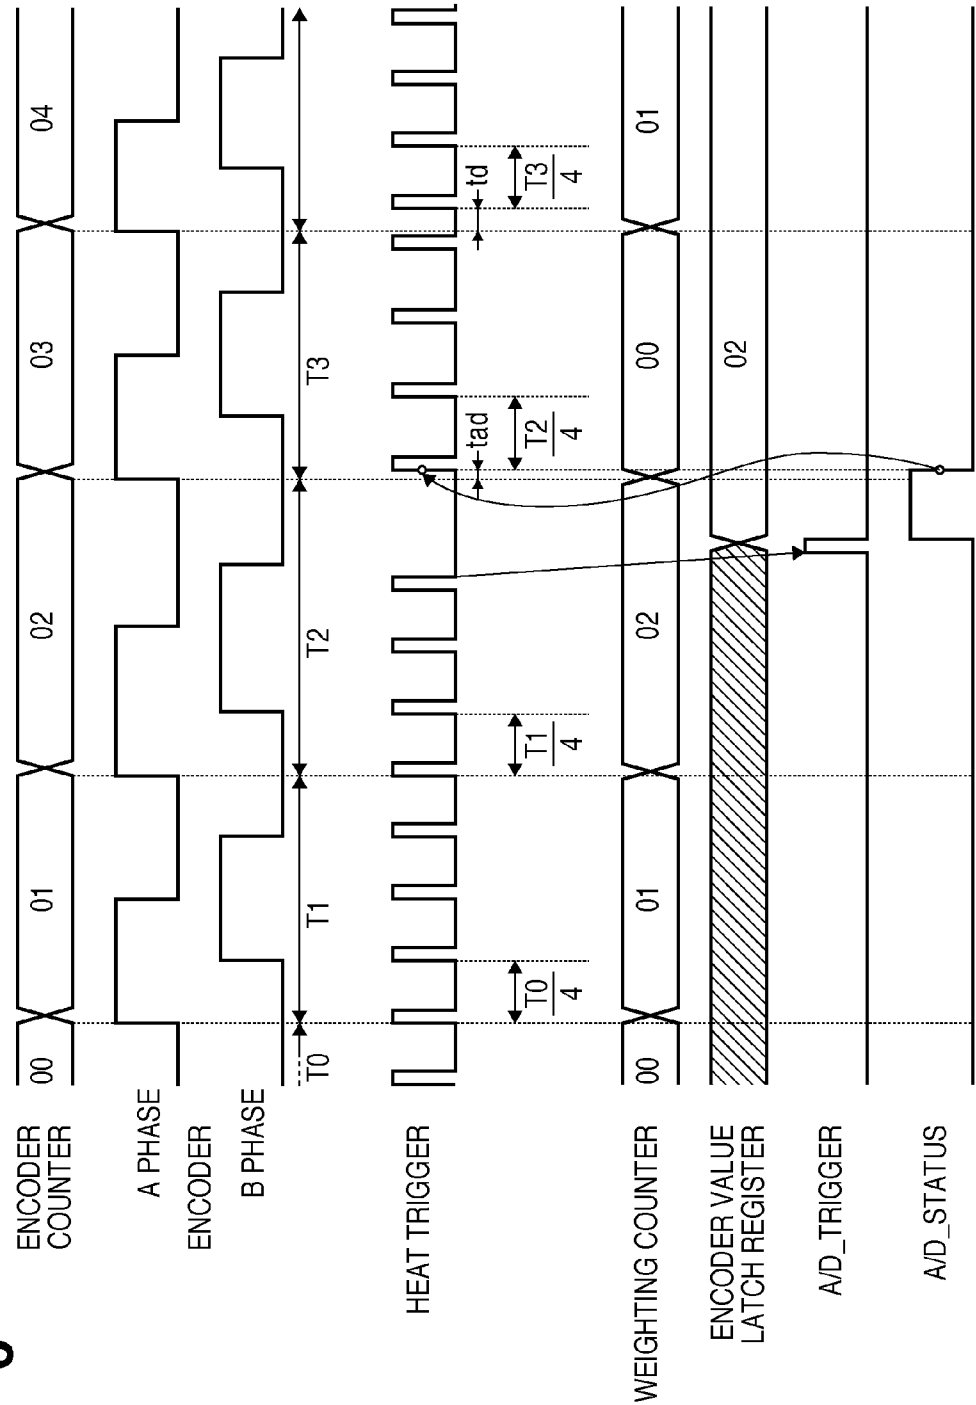 ENCODER
COUNTER
00
01
02
03
04
A PHASE
ENCODER
B PHASE
T0
T1
T2
T3
HEAT TRIGGER
T0
4
T1
4
tad
T2
4
td
T3
4
WEIGHTING COUNTER
00
01
02
00
01
ENCODER VALUE
LATCH REGISTER
02
A/D_TRIGGER
A/D_STATUS